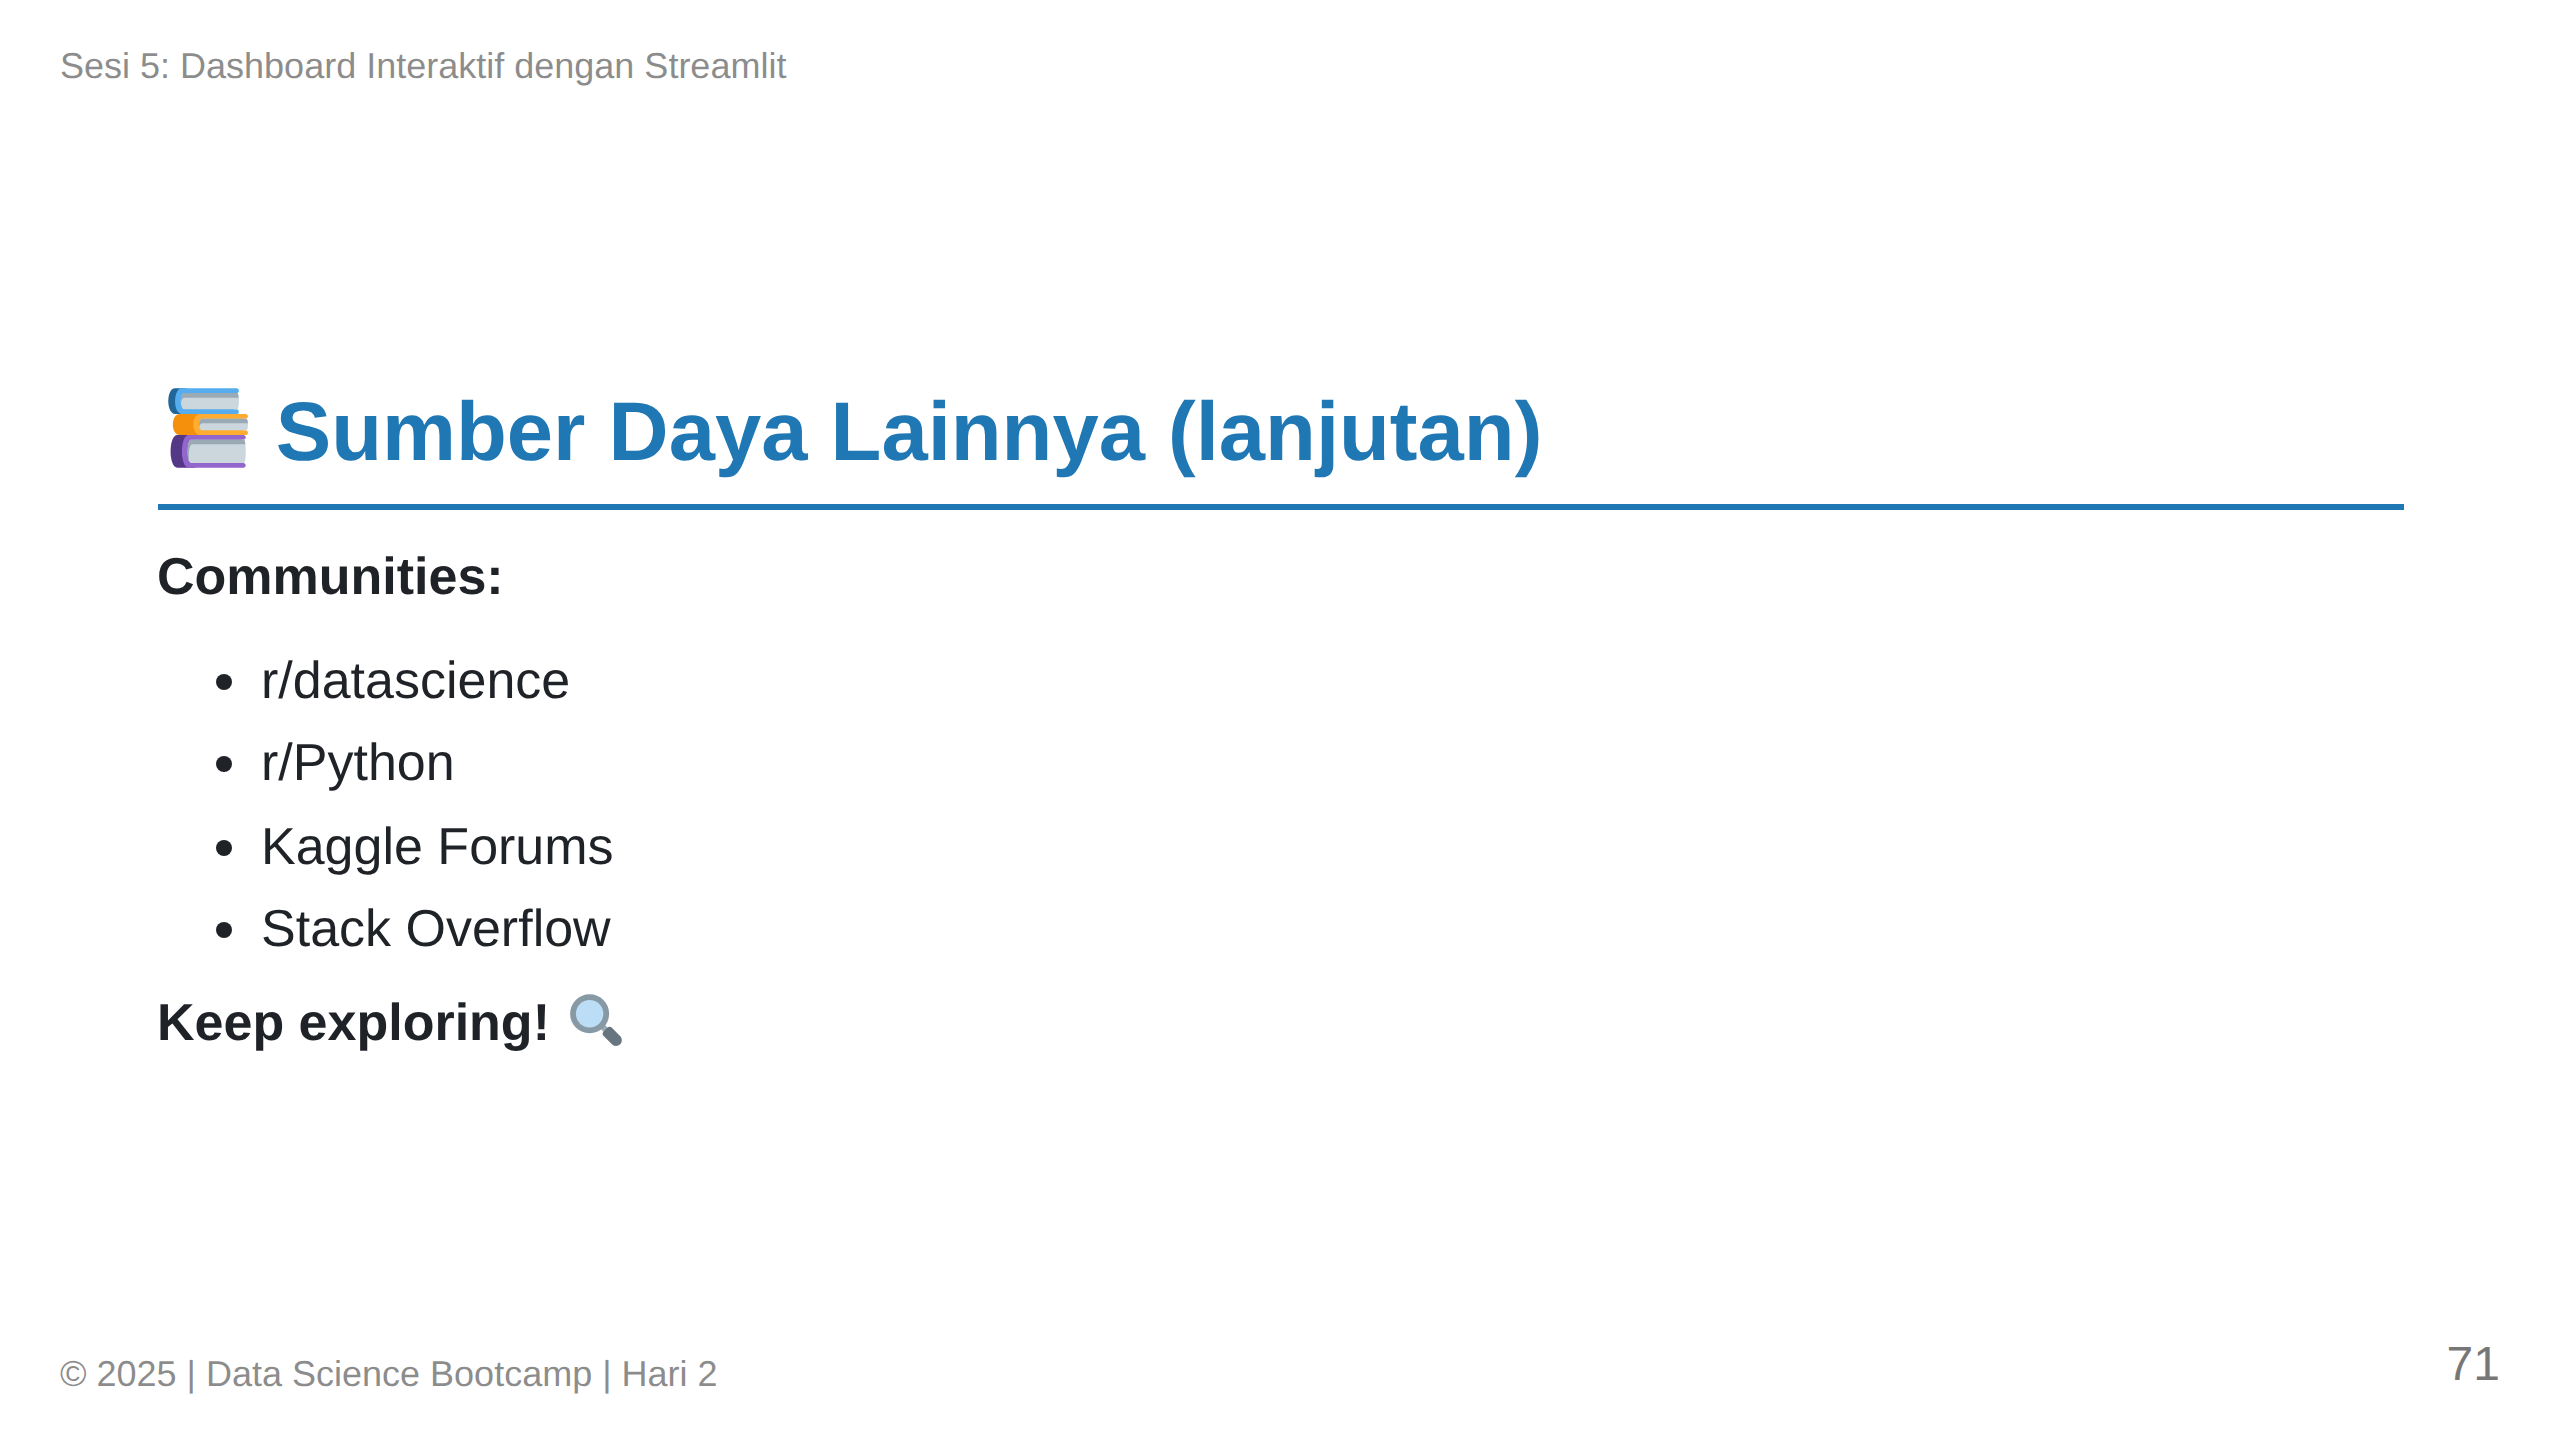 Sesi 5: Dashboard Interaktif dengan Streamlit
📚 Sumber Daya Lainnya (lanjutan)
Communities:
• r/datascience
• r/Python
• Kaggle Forums
• Stack Overflow
Keep exploring! 🔍
© 2025 | Data Science Bootcamp | Hari 2
71